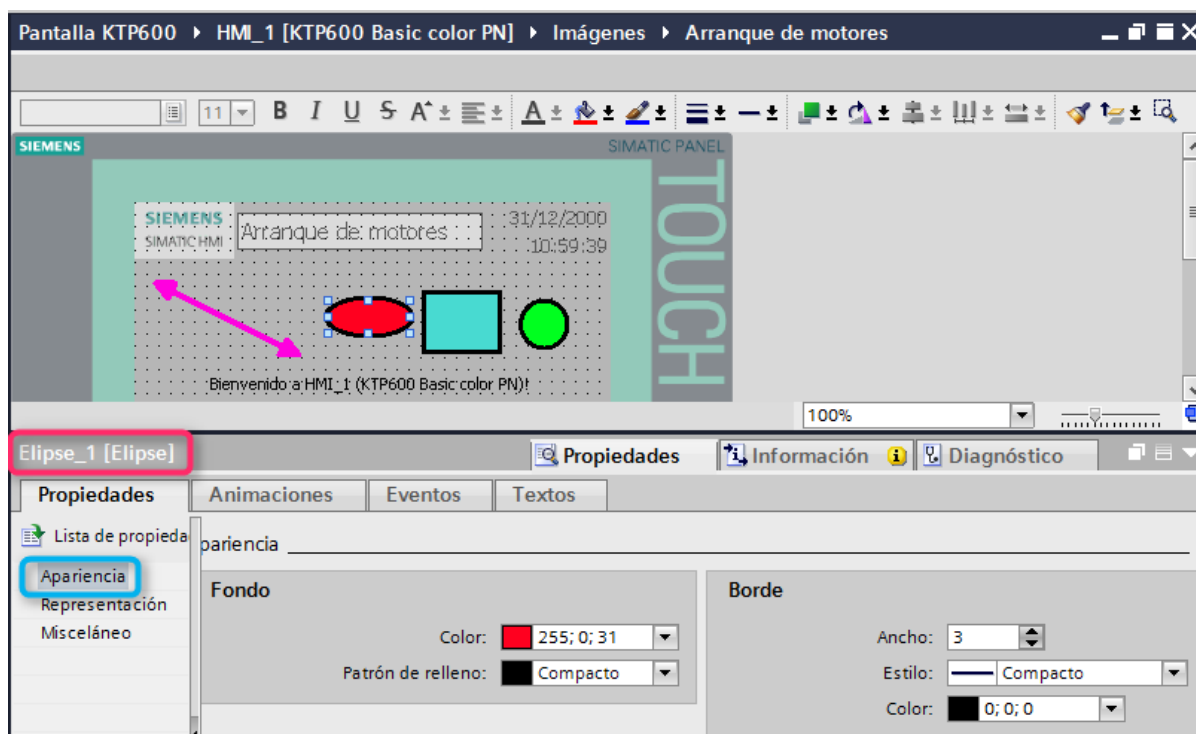 Pantalla KTP600 ▸ HMI_1 [KTP600 Basic color PN] ▸ Imágenes ▸ Arranque de motores
11 B I U S A A
SIEMENS
SIMATIC PANEL
TOUCH
SIEMENS
SIMATIC HMI
Arranque de motores
31/12/2000
10:59:39
Bienvenido a HMI_1 (KTP600 Basic color PN)!
100%
Elipse_1 [Elipse]
Propiedades Información Diagnóstico
Propiedades Animaciones Eventos Textos
Lista de propieda
pariencia
Apariencia
Representación
Misceláneo
Fondo
Color: 255; 0; 31
Patrón de relleno: Compacto
Borde
Ancho: 3
Estilo: Compacto
Color: 0; 0; 0